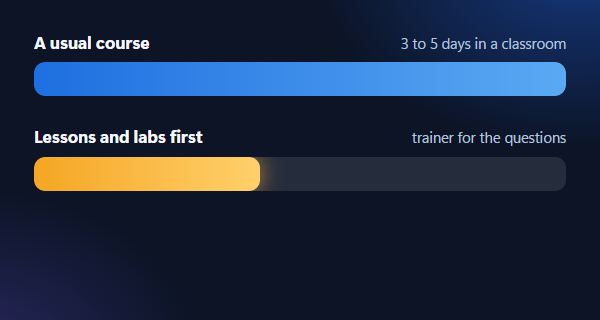 A usual course
3 to 5 days in a classroom
Lessons and labs first
trainer for the questions